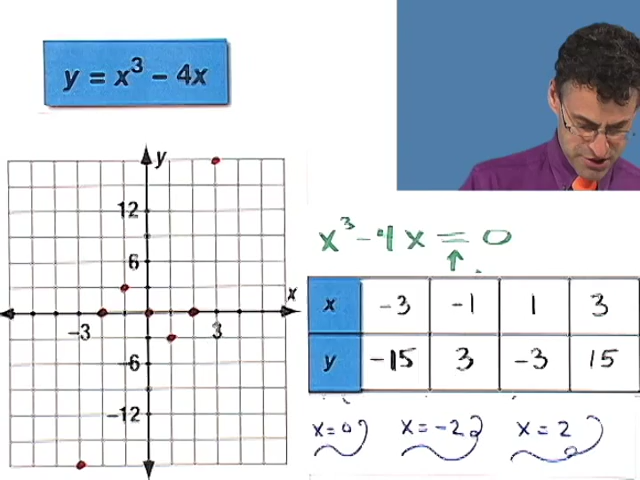 y = x³ − 4x
y
12
6
x
−3
3
−6
−12
x³ − 4x = 0
↑
x −3 −1 1 3
y −15 3 −3 15
x = 0 x = −2 x = 2